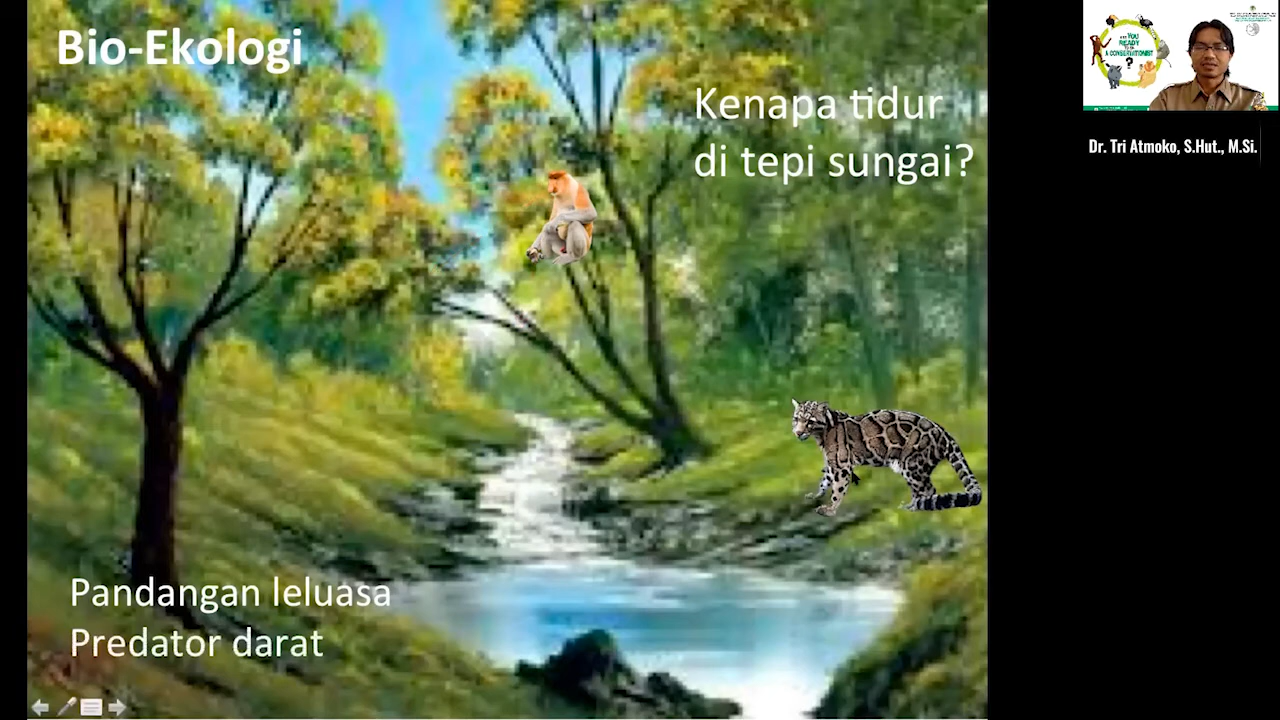 Bio-Ekologi
Kenapa tidur
di tepi sungai?
Pandangan leluasa
Predator darat
YOU
READY
A CONSERVATIONIST
?
Dr. Tri Atmoko, S.Hut., M.Si.